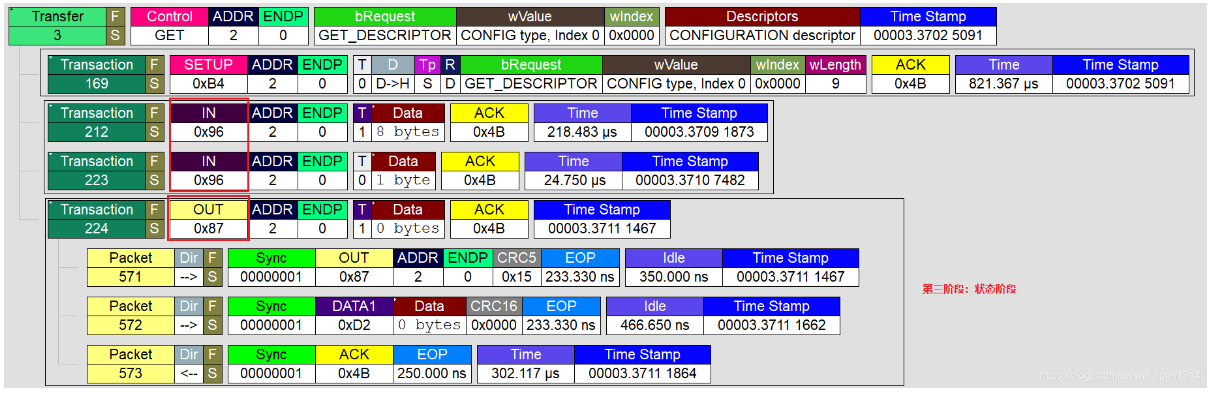 Transfer F Control ADDR ENDP bRequest wValue wIndex Descriptors Time Stamp
3 S GET 2 0 GET_DESCRIPTOR CONFIG type, Index 0 0x0000 CONFIGURATION descriptor 00003.3702 5091
Transaction F SETUP ADDR ENDP T D Tp R bRequest wValue wIndex wLength ACK Time Time Stamp
169 S 0xB4 2 0 0 D->H S D GET_DESCRIPTOR CONFIG type, Index 0 0x0000 9 0x4B 821.367 µs 00003.3702 5091
Transaction F IN ADDR ENDP T Data ACK Time Time Stamp
212 S 0x96 2 0 1 8 bytes 0x4B 218.483 µs 00003.3709 1873
Transaction F IN ADDR ENDP T Data ACK Time Time Stamp
223 S 0x96 2 0 0 1 byte 0x4B 24.750 µs 00003.3710 7482
Transaction F OUT ADDR ENDP T Data ACK Time Stamp
224 S 0x87 2 0 1 0 bytes 0x4B 00003.3711 1467
Packet Dir F Sync OUT ADDR ENDP CRC5 EOP Idle Time Stamp
571 --> S 00000001 0x87 2 0 0x15 233.330 ns 350.000 ns 00003.3711 1467
第三阶段：状态阶段
Packet Dir F Sync DATA1 Data CRC16 EOP Idle Time Stamp
572 --> S 00000001 0xD2 0 bytes 0x0000 233.330 ns 466.650 ns 00003.3711 1662
Packet Dir F Sync ACK EOP Time Time Stamp
573 <-- S 00000001 0x4B 250.000 ns 302.117 µs 00003.3711 1864